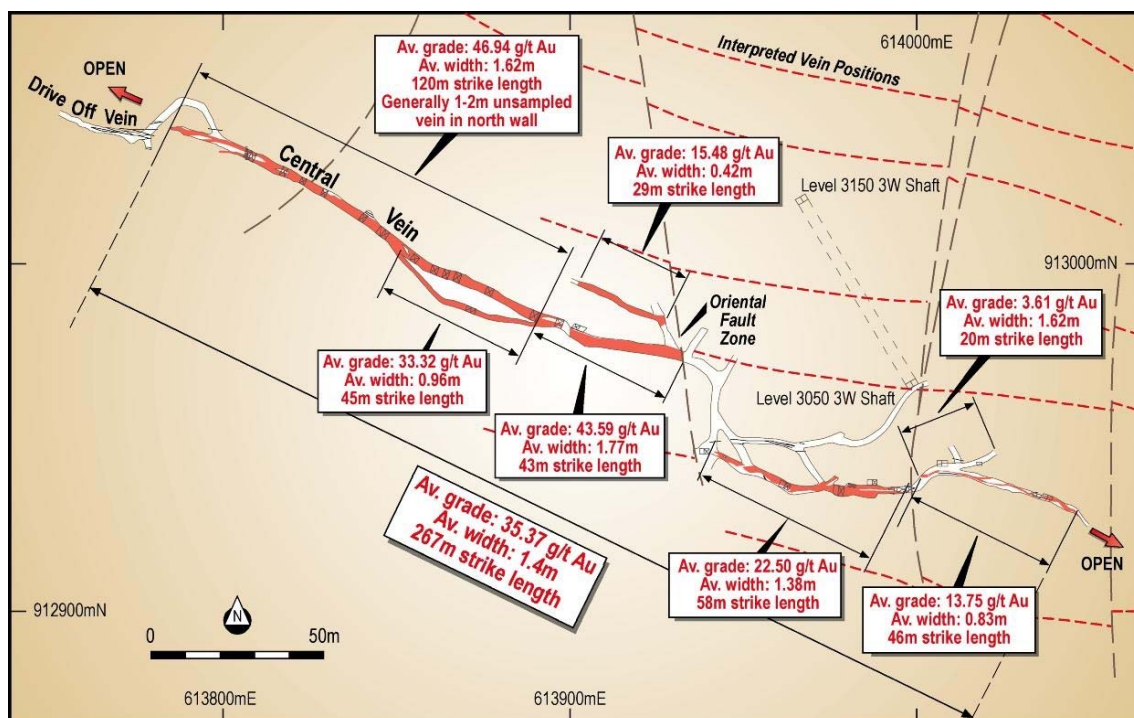 Av. grade: 46.94 g/t Au
Av. width: 1.62m
120m strike length
Generally 1-2m unsampled
vein in north wall
614000mE
Interpreted Vein Positions
OPEN
Drive Off Vein
Central
Vein
Av. grade: 15.48 g/t Au
Av. width: 0.42m
29m strike length
Level 3150 3W Shaft
913000mN
Oriental
Fault
Zone
Av. grade: 3.61 g/t Au
Av. width: 1.62m
20m strike length
Av. grade: 33.32 g/t Au
Av. width: 0.96m
45m strike length
Level 3050 3W Shaft
Av. grade: 43.59 g/t Au
Av. width: 1.77m
43m strike length
Av. grade: 35.37 g/t Au
Av. width: 1.4m
267m strike length
Av. grade: 22.50 g/t Au
Av. width: 1.38m
58m strike length
OPEN
Av. grade: 13.75 g/t Au
Av. width: 0.83m
46m strike length
912900mN
N
0 50m
613800mE
613900mE